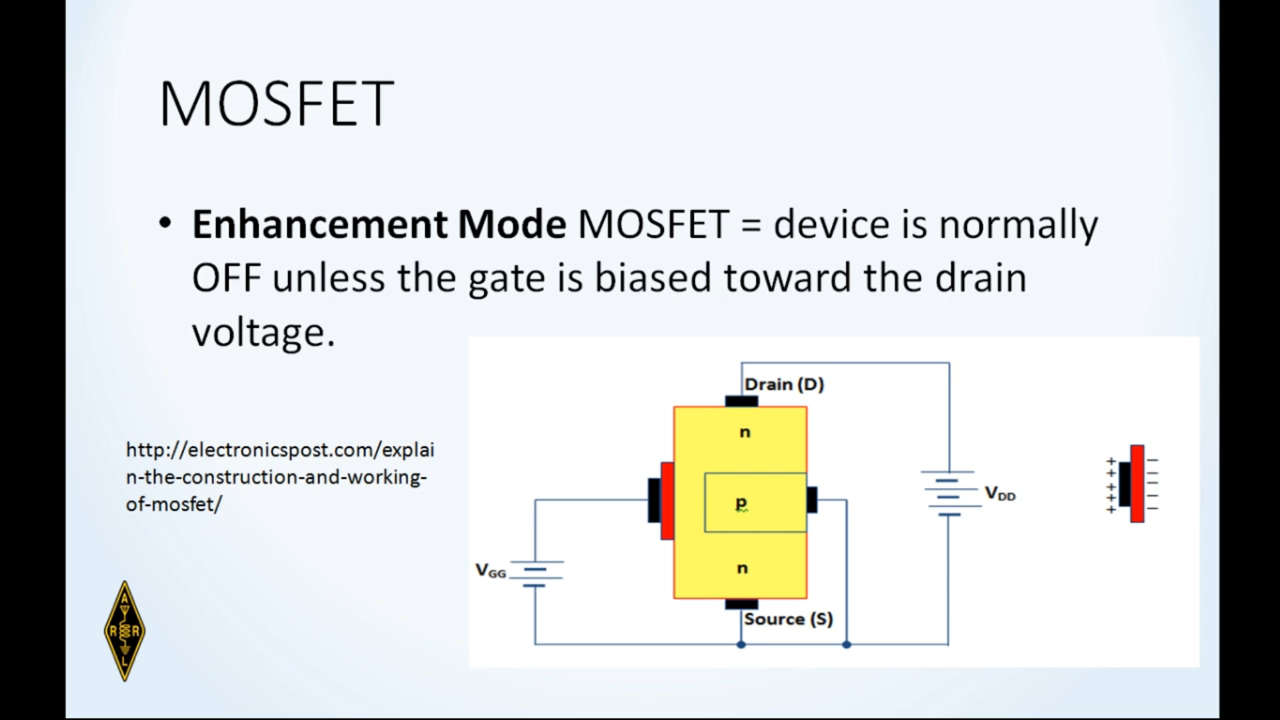 MOSFET
• Enhancement Mode MOSFET = device is normally
OFF unless the gate is biased toward the drain
voltage.
http://electronicspost.com/explai
n-the-construction-and-working-
of-mosfet/
Drain (D)
n
p
n
Source (S)
VGG
VDD
+ –
+ –
+ –
+ –
+ –
A
R R
L